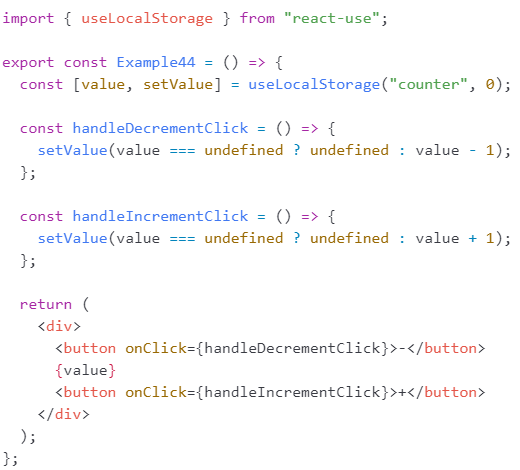 import { useLocalStorage } from "react-use";

export const Example44 = () => {
  const [value, setValue] = useLocalStorage("counter", 0);

  const handleDecrementClick = () => {
    setValue(value === undefined ? undefined : value - 1);
  };

  const handleIncrementClick = () => {
    setValue(value === undefined ? undefined : value + 1);
  };

  return (
    <div>
      <button onClick={handleDecrementClick}>-</button>
      {value}
      <button onClick={handleIncrementClick}>+</button>
    </div>
  );
};